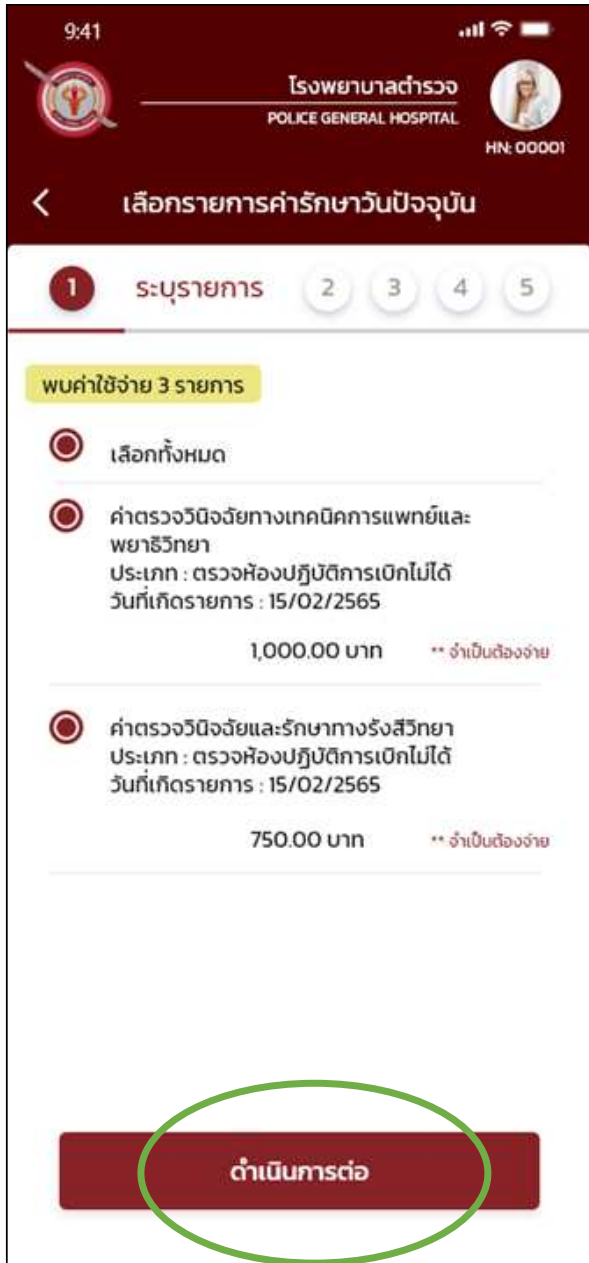 9:41
โรงพยาบาลตำรวจ
POLICE GENERAL HOSPITAL
HN: 00001
เลือกรายการค่ารักษาวันปัจจุบัน
1 ระบุรายการ 2 3 4 5
พบค่าใช้จ่าย 3 รายการ
เลือกทั้งหมด
ค่าตรวจวินิจฉัยทางเทคนิคการแพทย์และ
พยาธิวิทยา
ประเภท : ตรวจห้องปฏิบัติการเบิกไม่ได้
วันที่เกิดรายการ : 15/02/2565
1,000.00 บาท ** จำเป็นต้องจ่าย
ค่าตรวจวินิจฉัยและรักษาทางรังสีวิทยา
ประเภท : ตรวจห้องปฏิบัติการเบิกไม่ได้
วันที่เกิดรายการ : 15/02/2565
750.00 บาท ** จำเป็นต้องจ่าย
ดำเนินการต่อ